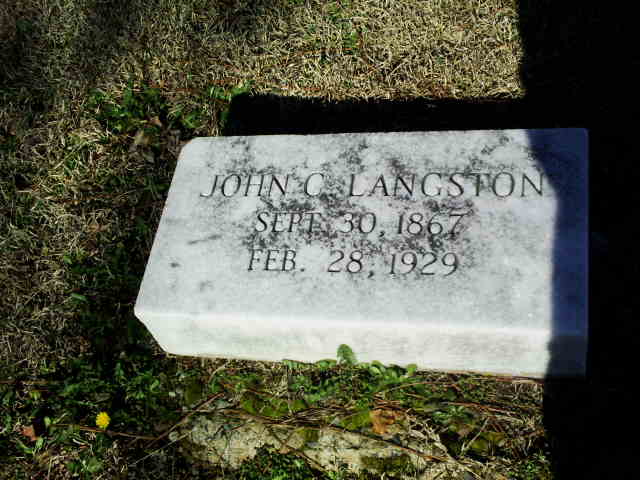 JOHN C. LANGSTON
SEPT. 30, 1867
FEB. 28, 1929